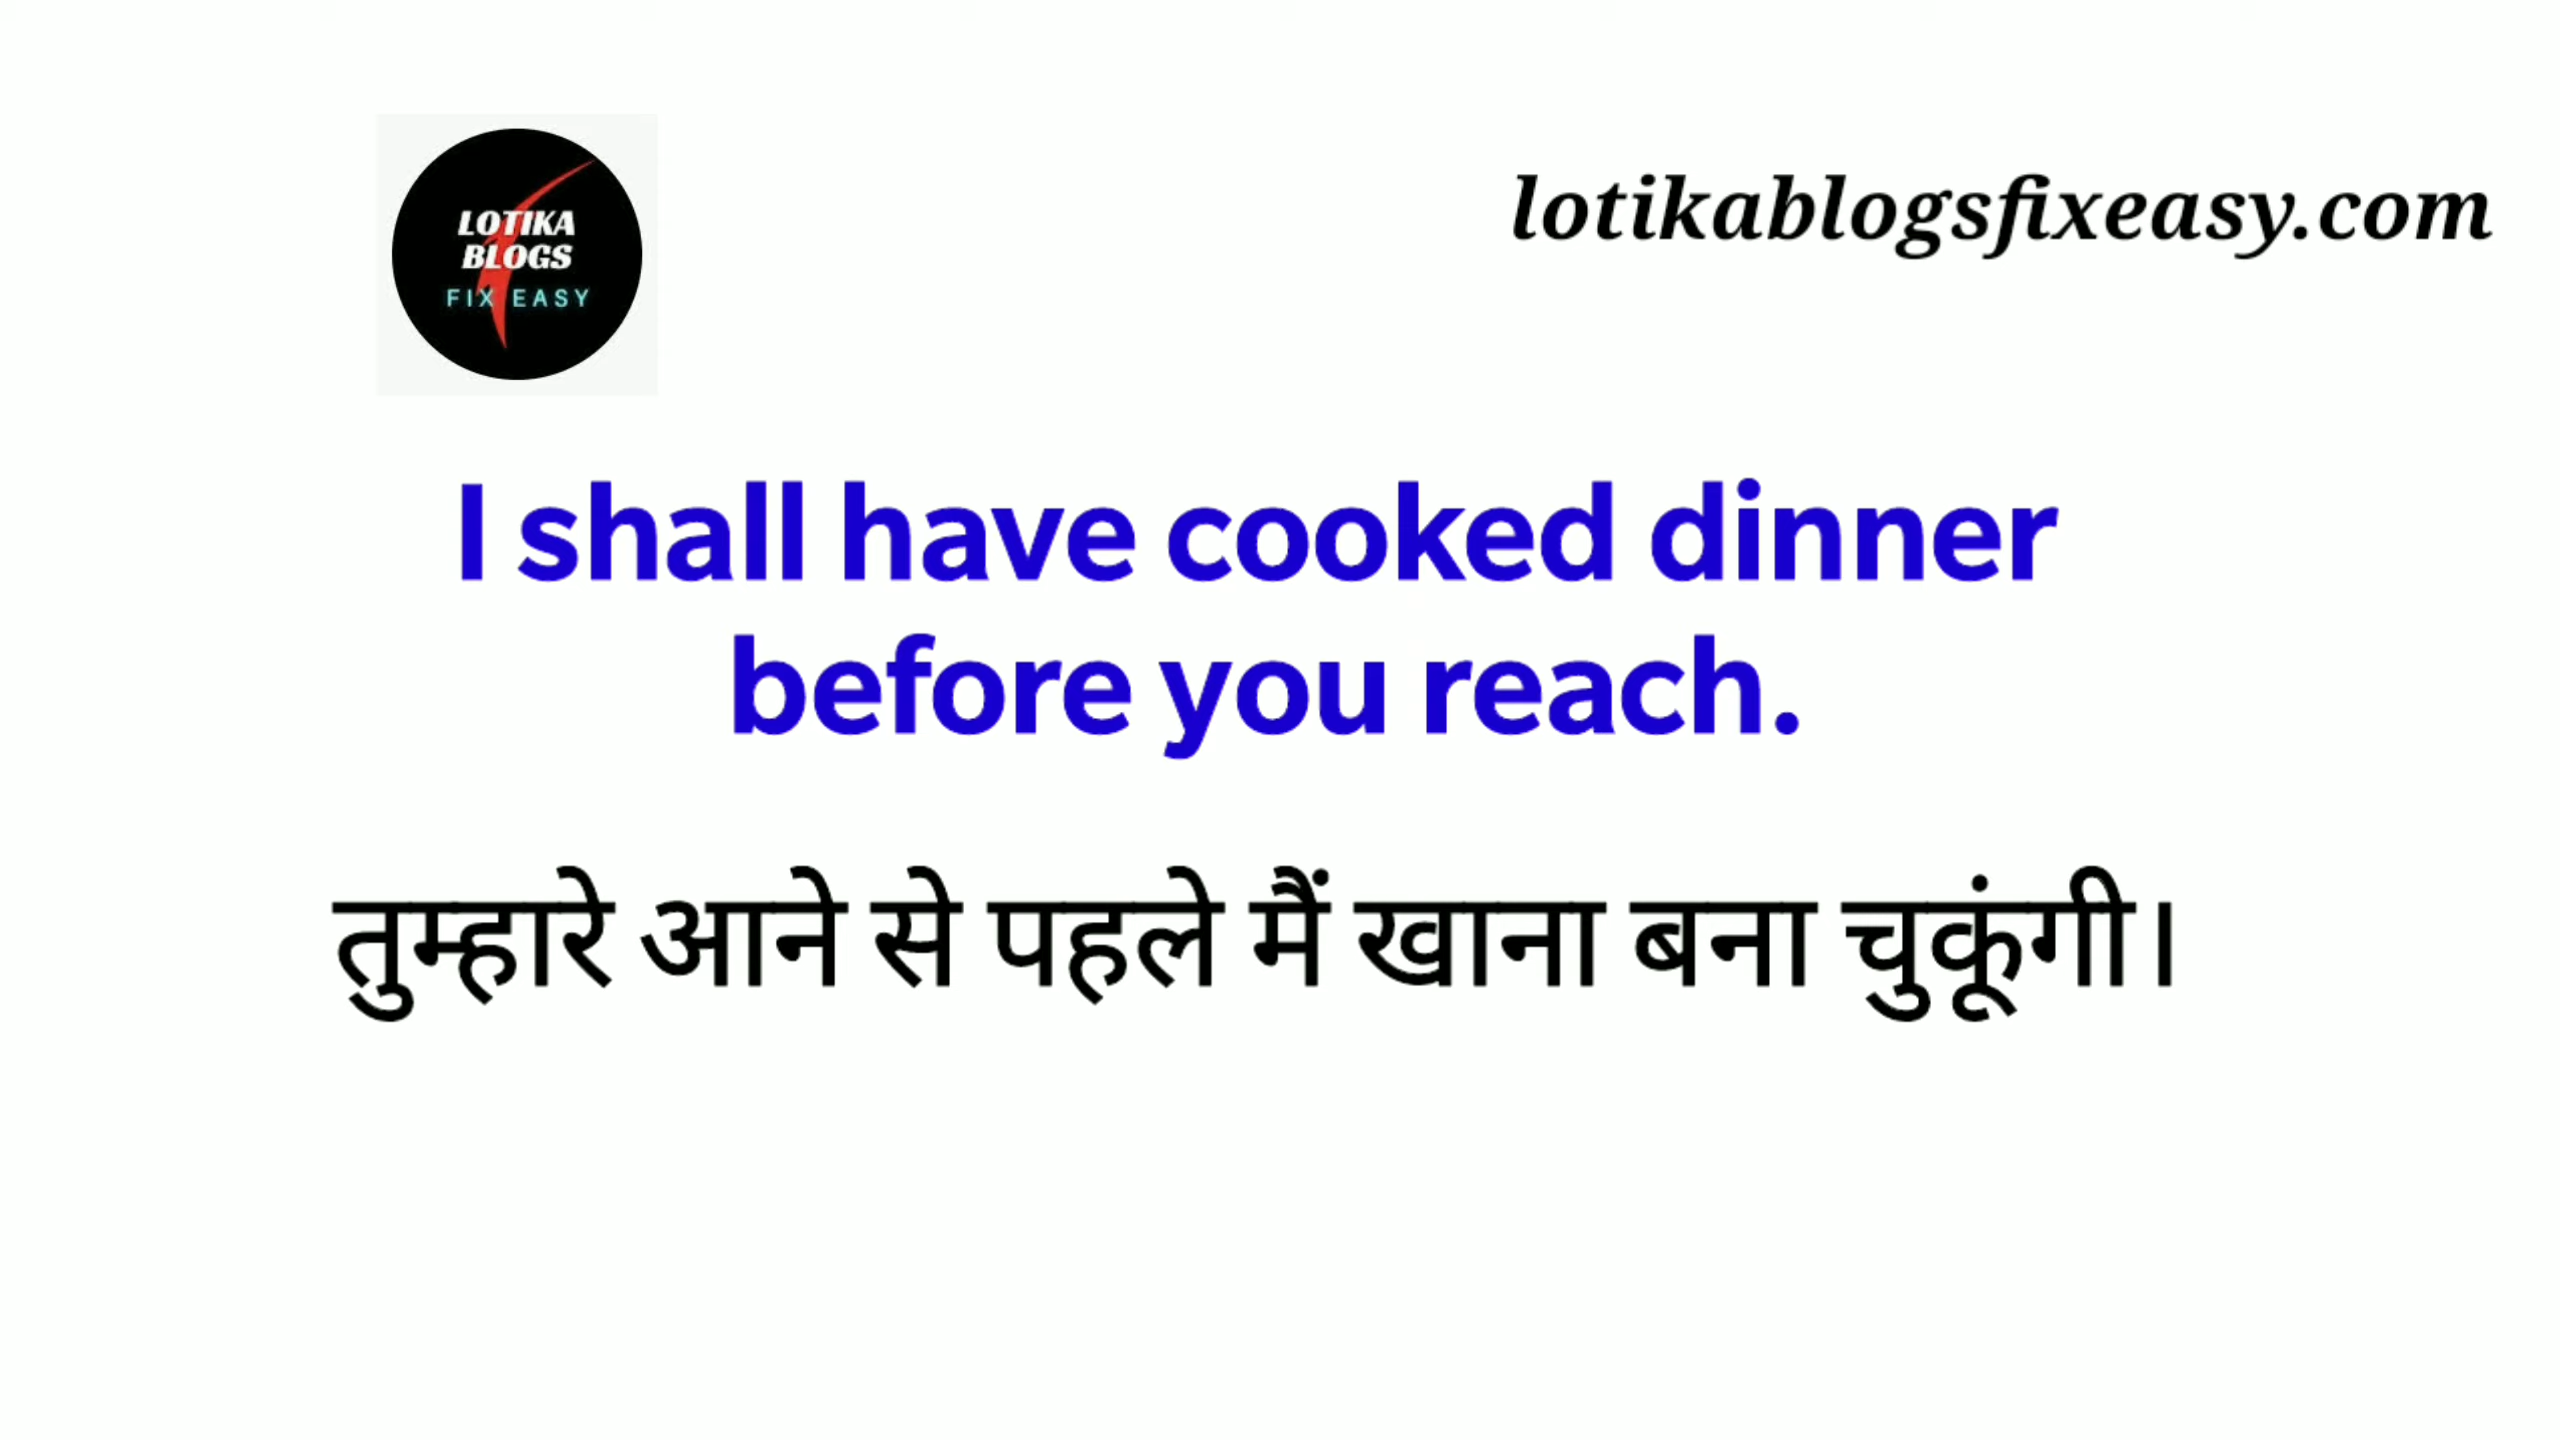 LOTIKA
BLOGS
FIX EASY
lotikablogsfixeasy.com
I shall have cooked dinner
before you reach.
तुम्हारे आने से पहले मैं खाना बना चुकूंगी।